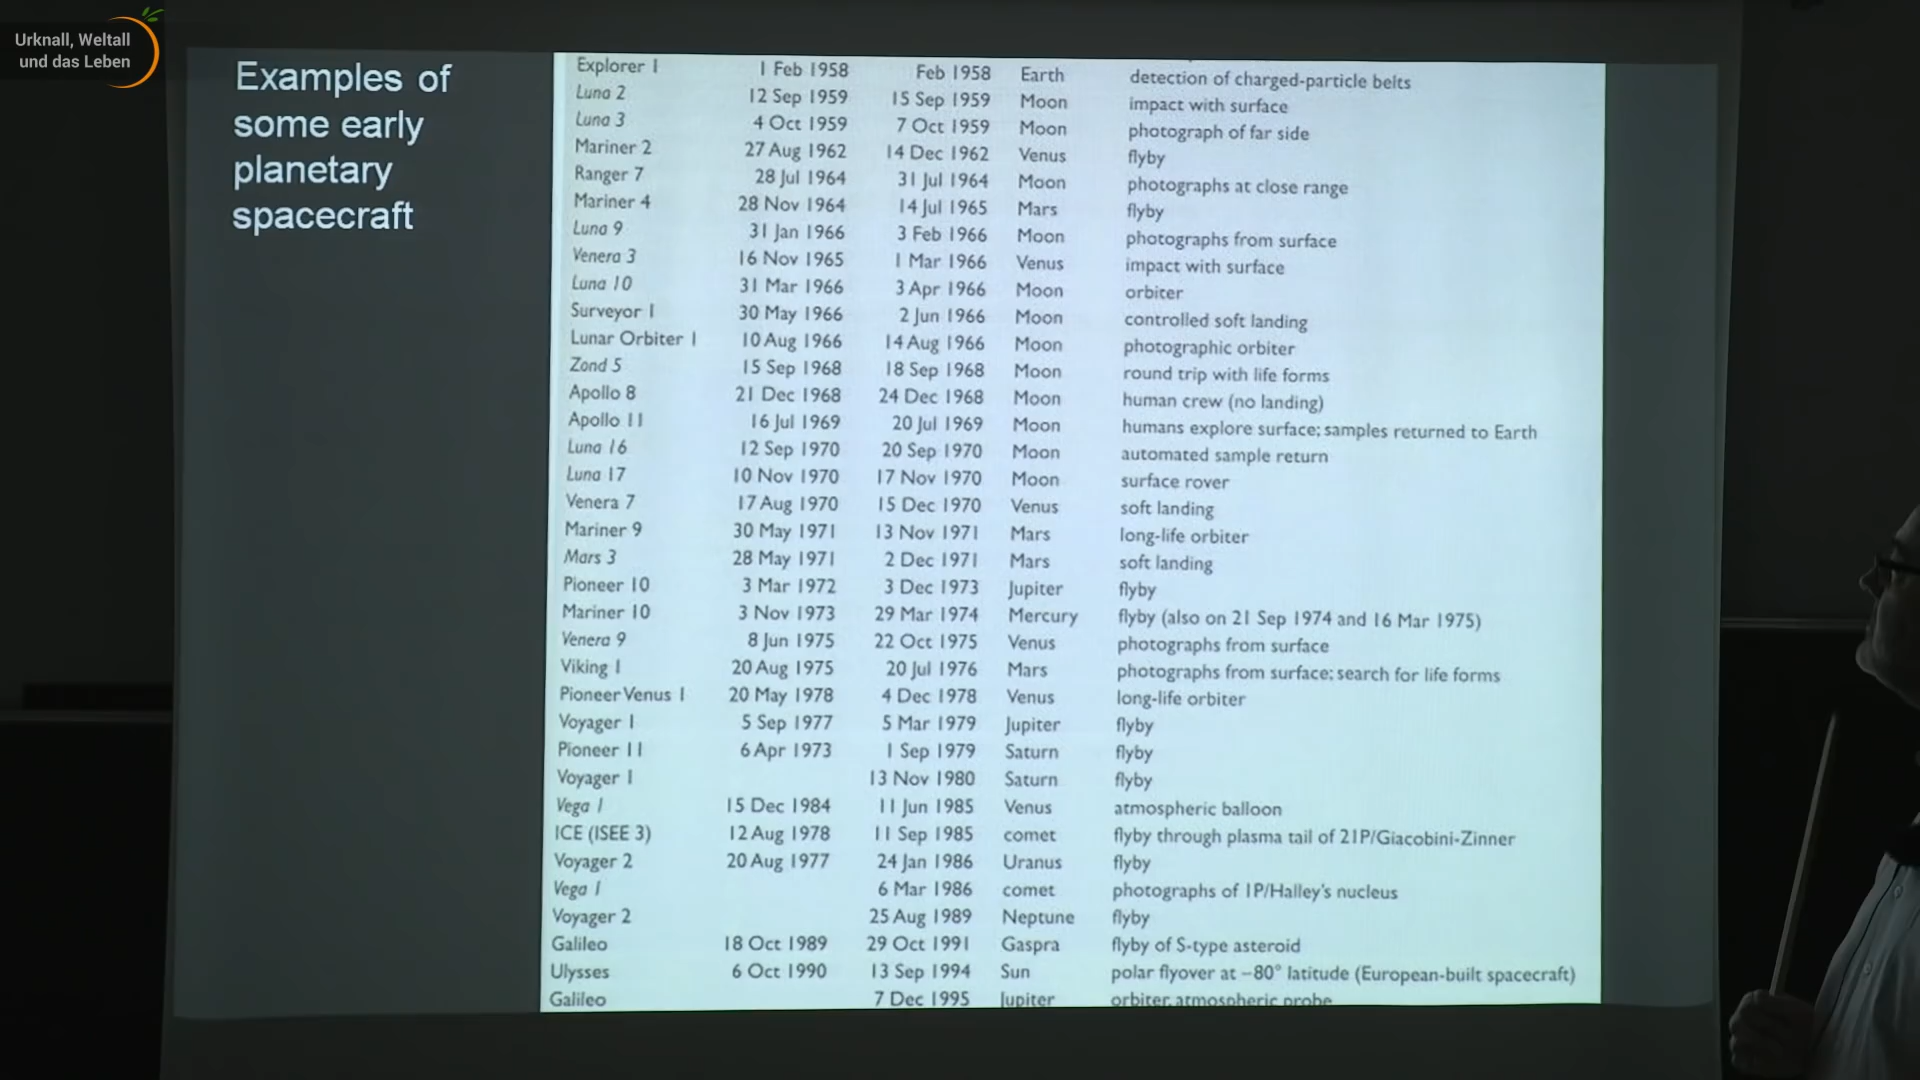 Urknall, Weltall
und das Leben
Examples of
some early
planetary
spacecraft
Explorer 1 1 Feb 1958 Feb 1958 Earth detection of charged-particle belts
Luna 2 12 Sep 1959 15 Sep 1959 Moon impact with surface
Luna 3 4 Oct 1959 7 Oct 1959 Moon photograph of far side
Mariner 2 27 Aug 1962 14 Dec 1962 Venus flyby
Ranger 7 28 Jul 1964 31 Jul 1964 Moon photographs at close range
Mariner 4 28 Nov 1964 14 Jul 1965 Mars flyby
Luna 9 31 Jan 1966 3 Feb 1966 Moon photographs from surface
Venera 3 16 Nov 1965 1 Mar 1966 Venus impact with surface
Luna 10 31 Mar 1966 3 Apr 1966 Moon orbiter
Surveyor 1 30 May 1966 2 Jun 1966 Moon controlled soft landing
Lunar Orbiter 1 10 Aug 1966 14 Aug 1966 Moon photographic orbiter
Zond 5 15 Sep 1968 18 Sep 1968 Moon round trip with life forms
Apollo 8 21 Dec 1968 24 Dec 1968 Moon human crew (no landing)
Apollo 11 16 Jul 1969 20 Jul 1969 Moon humans explore surface; samples returned to Earth
Luna 16 12 Sep 1970 20 Sep 1970 Moon automated sample return
Luna 17 10 Nov 1970 17 Nov 1970 Moon surface rover
Venera 7 17 Aug 1970 15 Dec 1970 Venus soft landing
Mariner 9 30 May 1971 13 Nov 1971 Mars long-life orbiter
Mars 3 28 May 1971 2 Dec 1971 Mars soft landing
Pioneer 10 3 Mar 1972 3 Dec 1973 Jupiter flyby
Mariner 10 3 Nov 1973 29 Mar 1974 Mercury flyby (also on 21 Sep 1974 and 16 Mar 1975)
Venera 9 8 Jun 1975 22 Oct 1975 Venus photographs from surface
Viking 1 20 Aug 1975 20 Jul 1976 Mars photographs from surface; search for life forms
Pioneer Venus 1 20 May 1978 4 Dec 1978 Venus long-life orbiter
Voyager 1 5 Sep 1977 5 Mar 1979 Jupiter flyby
Pioneer 11 6 Apr 1973 1 Sep 1979 Saturn flyby
Voyager 1 13 Nov 1980 Saturn flyby
Vega 1 15 Dec 1984 11 Jun 1985 Venus atmospheric balloon
ICE (ISEE 3) 12 Aug 1978 11 Sep 1985 comet flyby through plasma tail of 21P/Giacobini-Zinner
Voyager 2 20 Aug 1977 24 Jan 1986 Uranus flyby
Vega 1 6 Mar 1986 comet photographs of 1P/Halley's nucleus
Voyager 2 25 Aug 1989 Neptune flyby
Galileo 18 Oct 1989 29 Oct 1991 Gaspra flyby of S-type asteroid
Ulysses 6 Oct 1990 13 Sep 1994 Sun polar flyover at −80° latitude (European-built spacecraft)
Galileo 7 Dec 1995 Jupiter orbiter, atmospheric probe